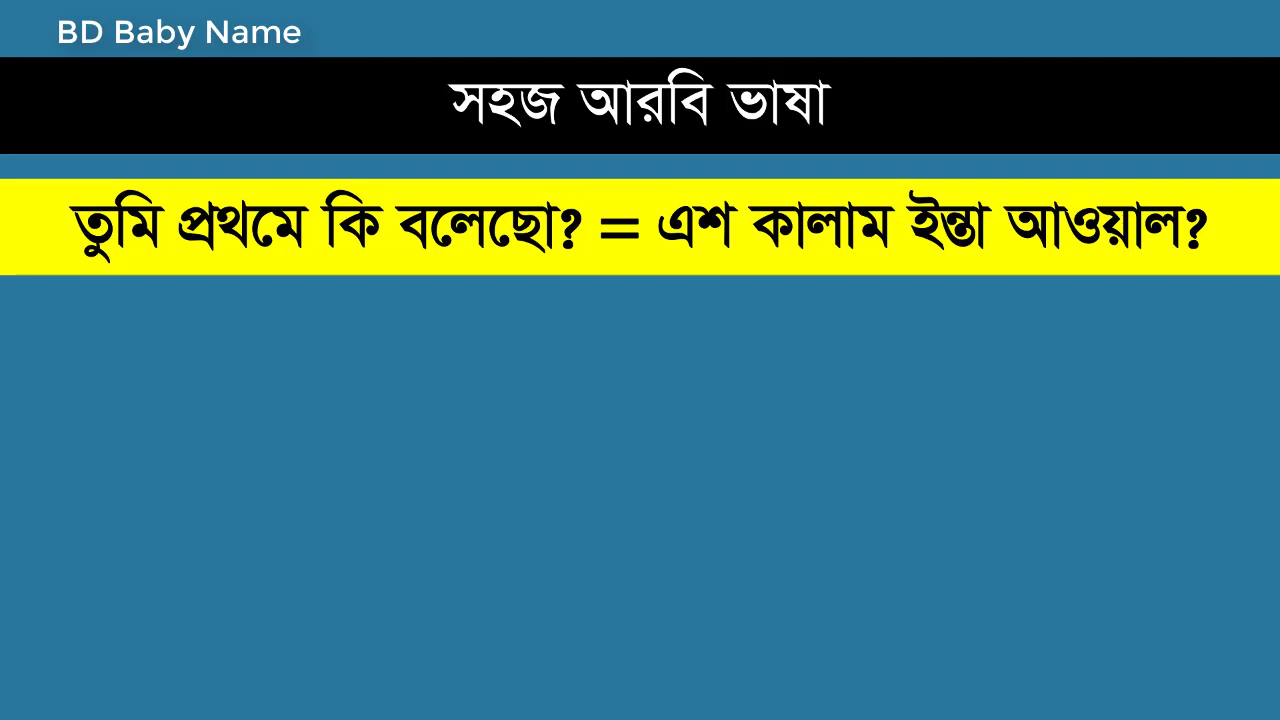 BD Baby Name
সহজ আরবি ভাষা
তুমি প্রথমে কি বলেছো? = এশ কালাম ইন্তা আওয়াল?